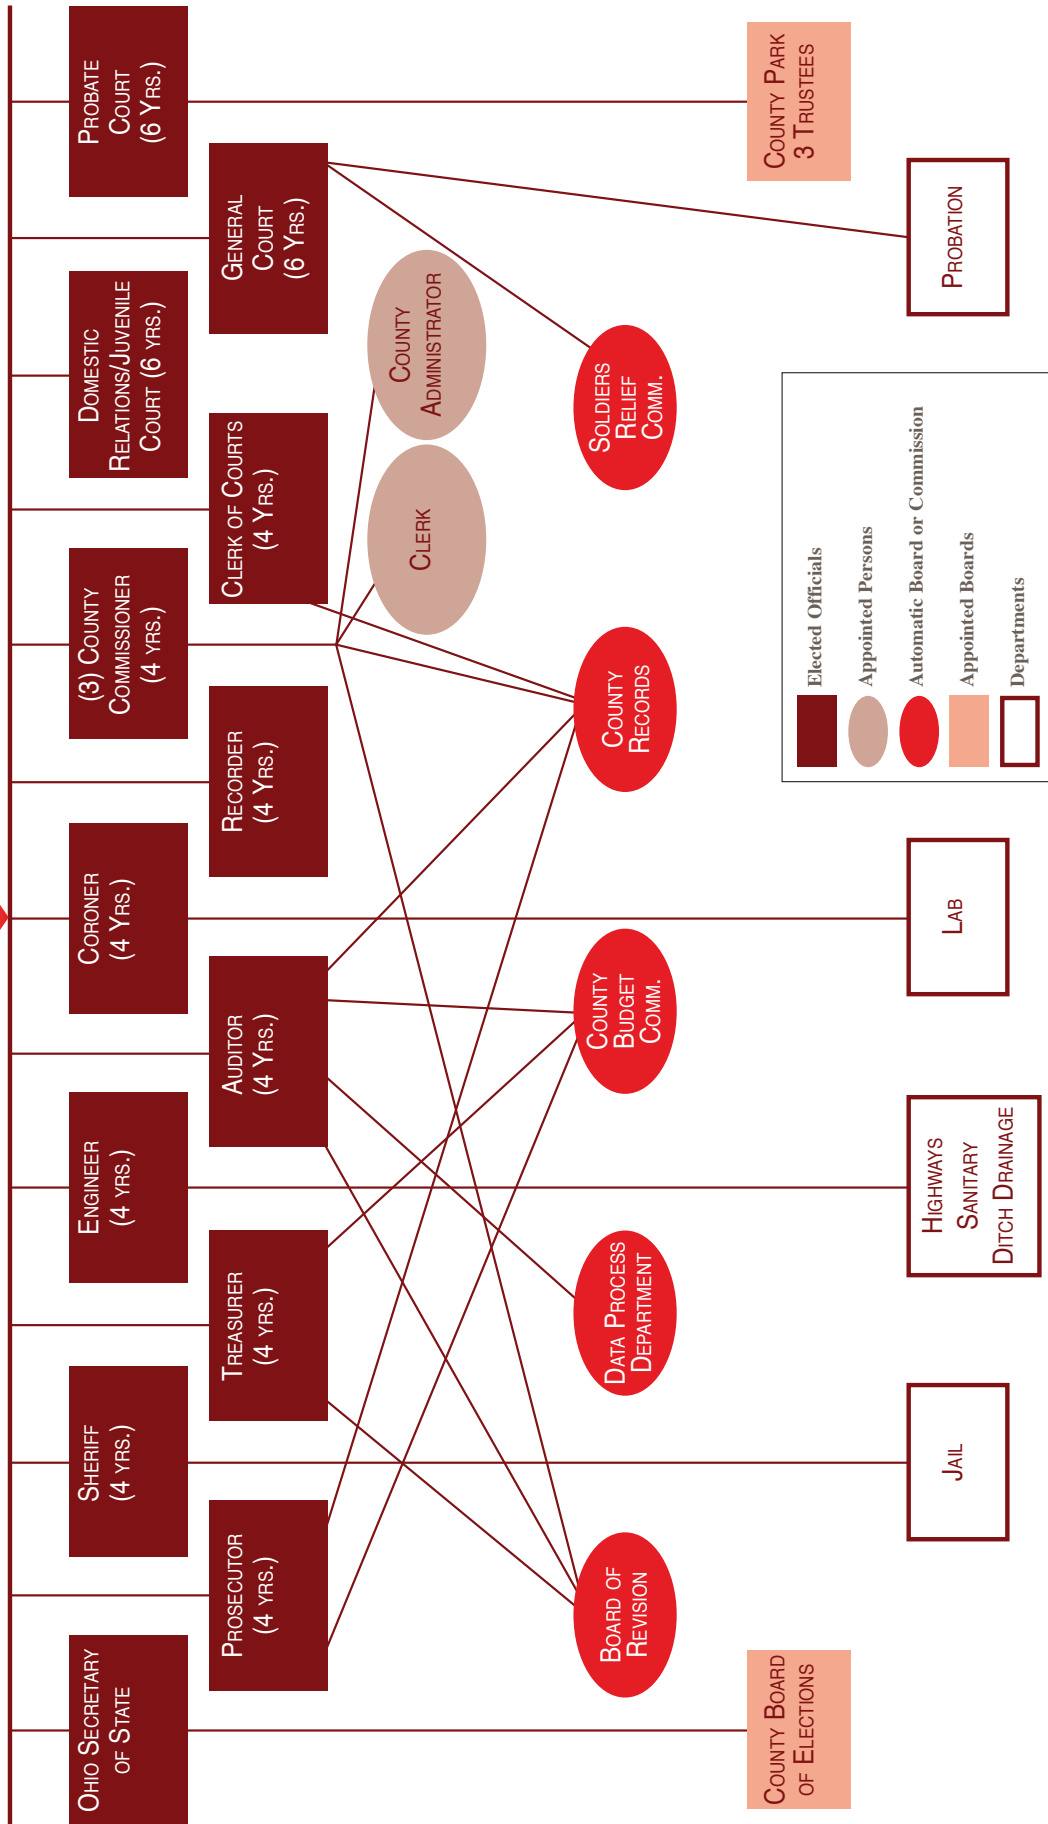 Ohio Secretary
of State
Sheriff
(4 yrs.)
Engineer
(4 yrs.)
Coroner
(4 Yrs.)
(3) County
Commissioner
(4 yrs.)
Domestic
Relations/Juvenile
Court (6 yrs.)
Probate
Court
(6 Yrs.)
Prosecutor
(4 yrs.)
Treasurer
(4 yrs.)
Auditor
(4 Yrs.)
Recorder
(4 Yrs.)
Clerk of Courts
(4 Yrs.)
General
Court
(6 Yrs.)
Clerk
County
Administrator
Board of
Revision
Data Process
Department
County
Budget
Comm.
County
Records
Soldiers
Relief
Comm.
County Board
of Elections
County Park
3 Trustees
Jail
Highways
Sanitary
Ditch Drainage
Lab
Probation
Elected Officials
Appointed Persons
Automatic Board or Commission
Appointed Boards
Departments